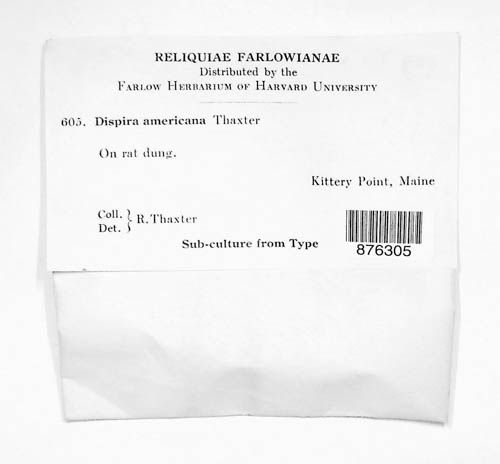 RELIQUIAE FARLOWIANAE
Distributed by the
FARLOW HERBARIUM OF HARVARD UNIVERSITY
605. Dispira americana Thaxter
On rat dung.
Kittery Point, Maine
Coll. } R. Thaxter
Det.
Sub-culture from Type
876305